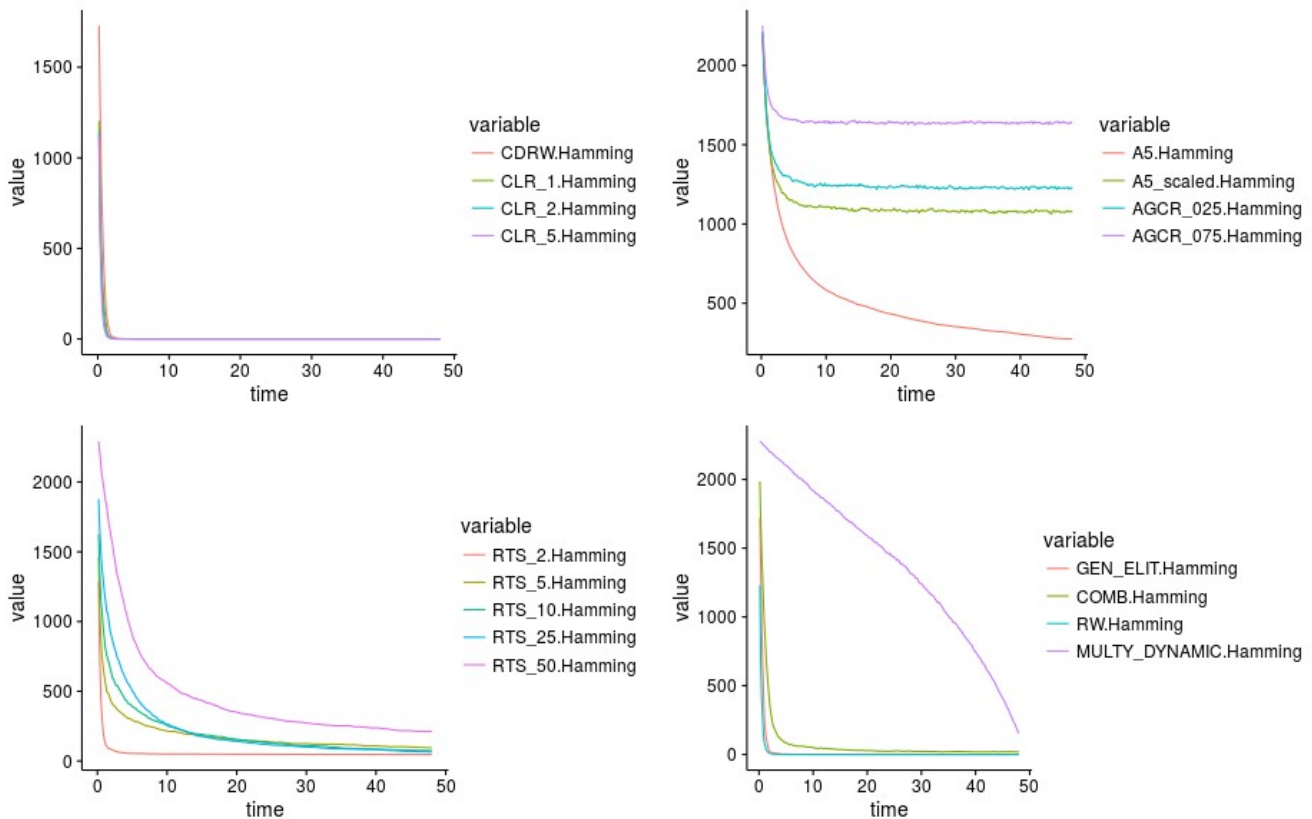 1500
1000
500
0
value
0 10 20 30 40 50
time
variable
CDRW.Hamming
CLR_1.Hamming
CLR_2.Hamming
CLR_5.Hamming
2000
1500
1000
500
value
0 10 20 30 40 50
time
variable
A5.Hamming
A5_scaled.Hamming
AGCR_025.Hamming
AGCR_075.Hamming
2000
1500
1000
500
0
value
0 10 20 30 40 50
time
variable
RTS_2.Hamming
RTS_5.Hamming
RTS_10.Hamming
RTS_25.Hamming
RTS_50.Hamming
2000
1500
1000
500
0
value
0 10 20 30 40 50
time
variable
GEN_ELIT.Hamming
COMB.Hamming
RW.Hamming
MULTY_DYNAMIC.Hamming